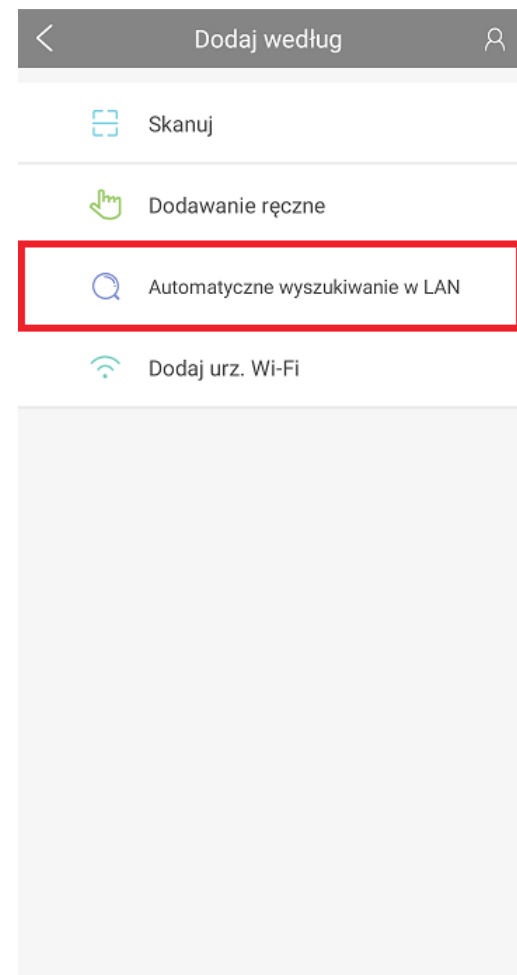 Dodaj według
Skanuj
Dodawanie ręczne
Automatyczne wyszukiwanie w LAN
Dodaj urz. Wi-Fi